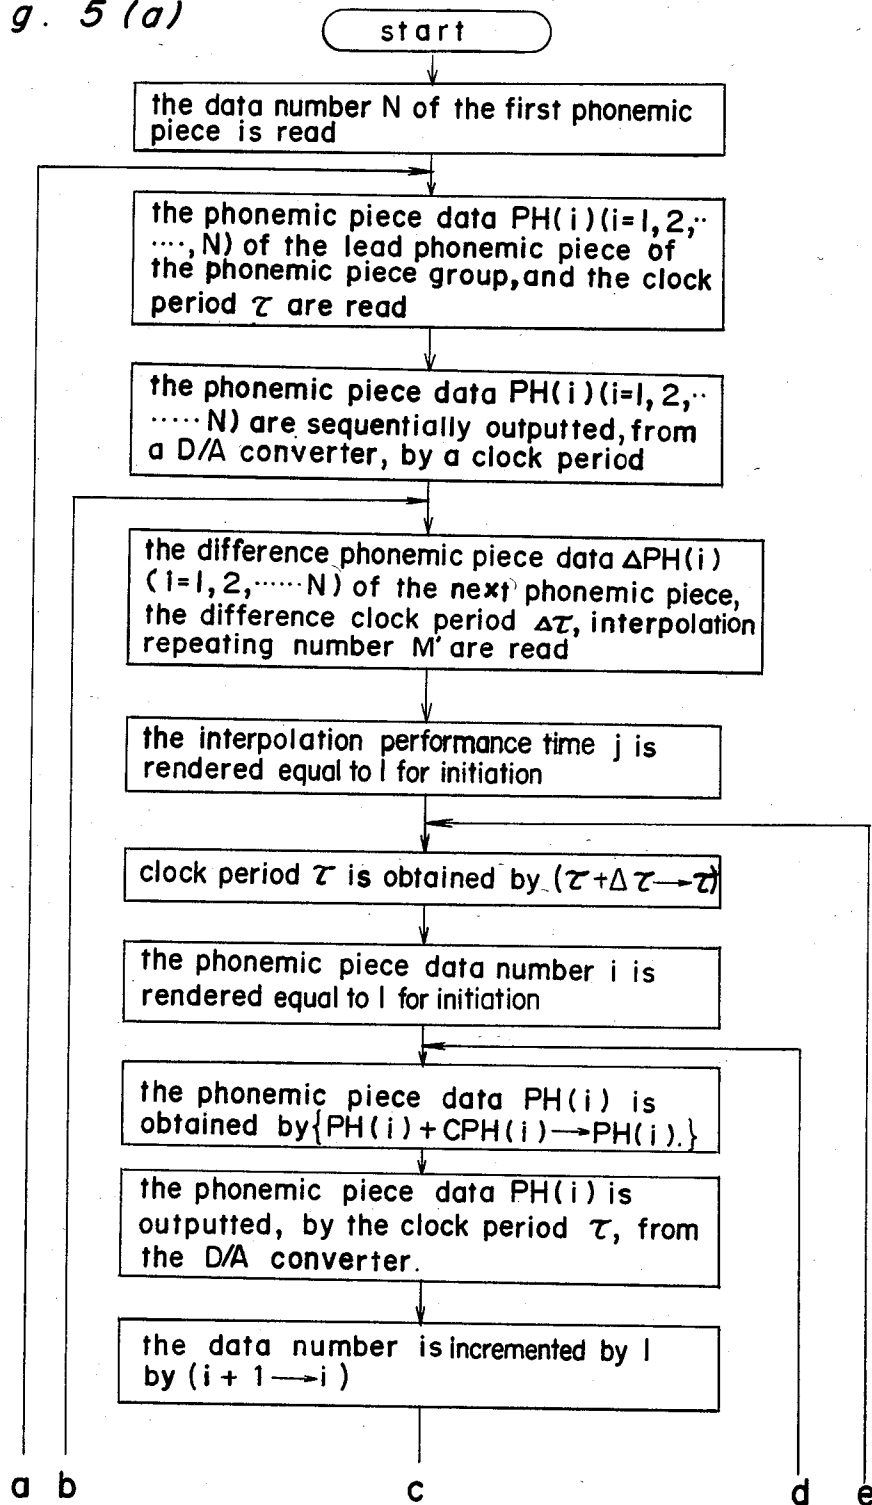 g. 5 (a)
start
the data number N of the first phonemic
piece is read
the phonemic piece data PH(i)(i=1, 2,··
····, N) of the lead phonemic piece of
the phonemic piece group, and the clock
period τ are read
the phonemic piece data PH(i)(i=1, 2,··
····· N) are sequentially outputted, from
a D/A converter, by a clock period
the difference phonemic piece data ΔPH(i)
(i=1, 2,······N) of the next phonemic piece,
the difference clock period Δτ, interpolation
repeating number M' are read
the interpolation performance time j is
rendered equal to 1 for initiation
clock period τ is obtained by (τ+Δτ→τ)
the phonemic piece data number i is
rendered equal to 1 for initiation
the phonemic piece data PH(i) is
obtained by{PH(i)+CPH(i)→PH(i).}
the phonemic piece data PH(i) is
outputted, by the clock period τ, from
the D/A converter.
the data number is incremented by 1
by (i + 1→i)
a b c d e